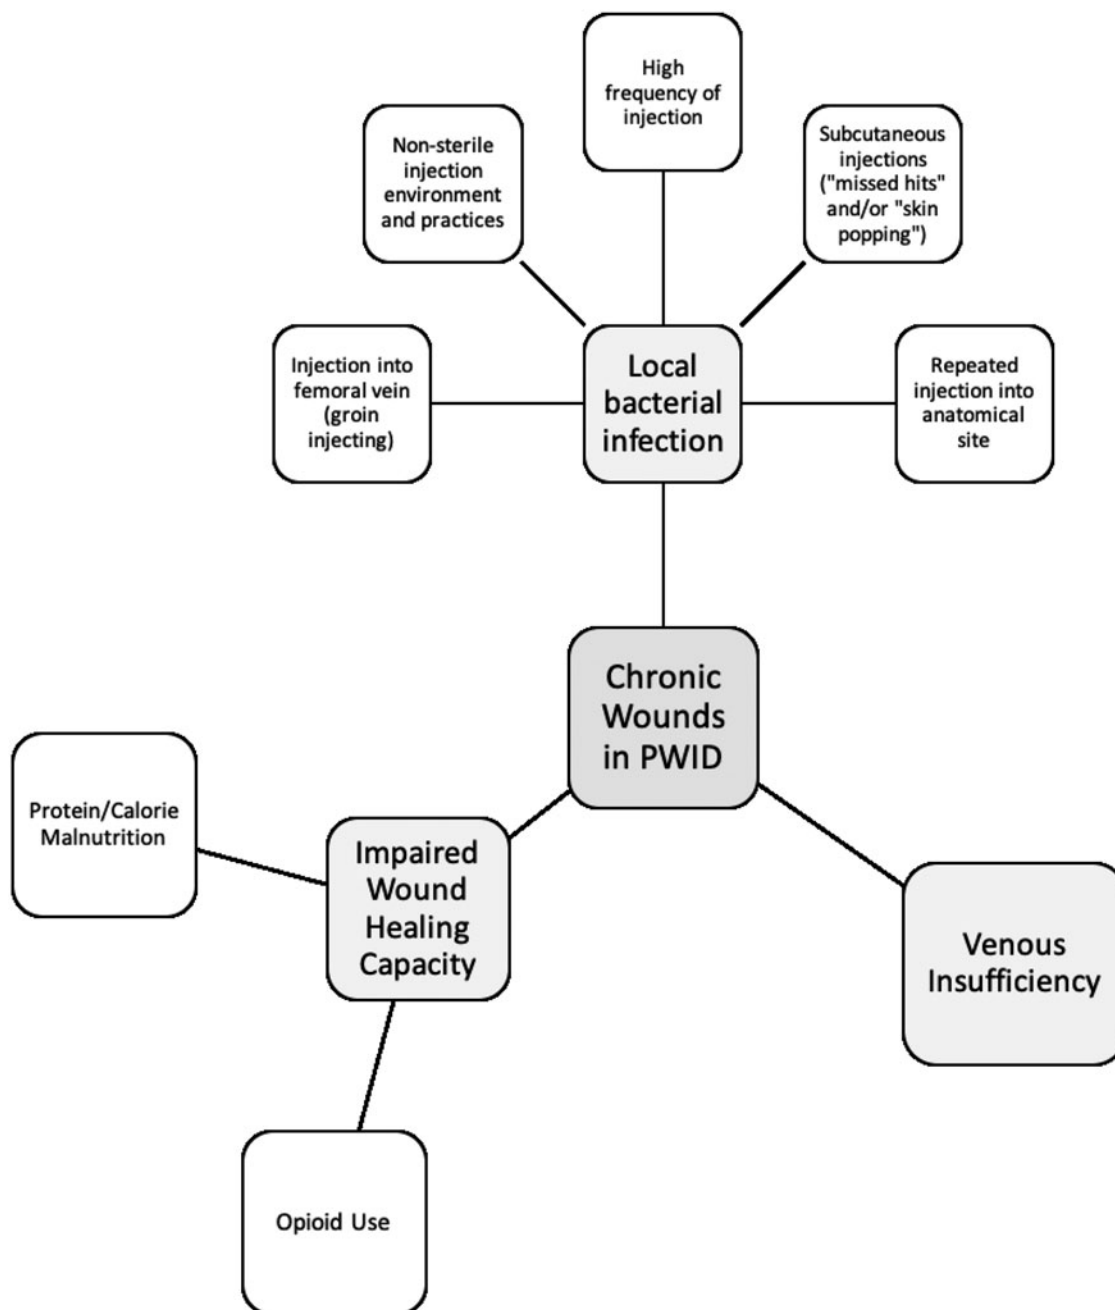 High
frequency of
injection
Non-sterile
injection
environment
and practices
Subcutaneous
injections
("missed hits"
and/or "skin
popping")
Injection into
femoral vein
(groin
injecting)
Local
bacterial
infection
Repeated
injection into
anatomical
site
Chronic
Wounds
in PWID
Protein/Calorie
Malnutrition
Impaired
Wound
Healing
Capacity
Venous
Insufficiency
Opioid Use